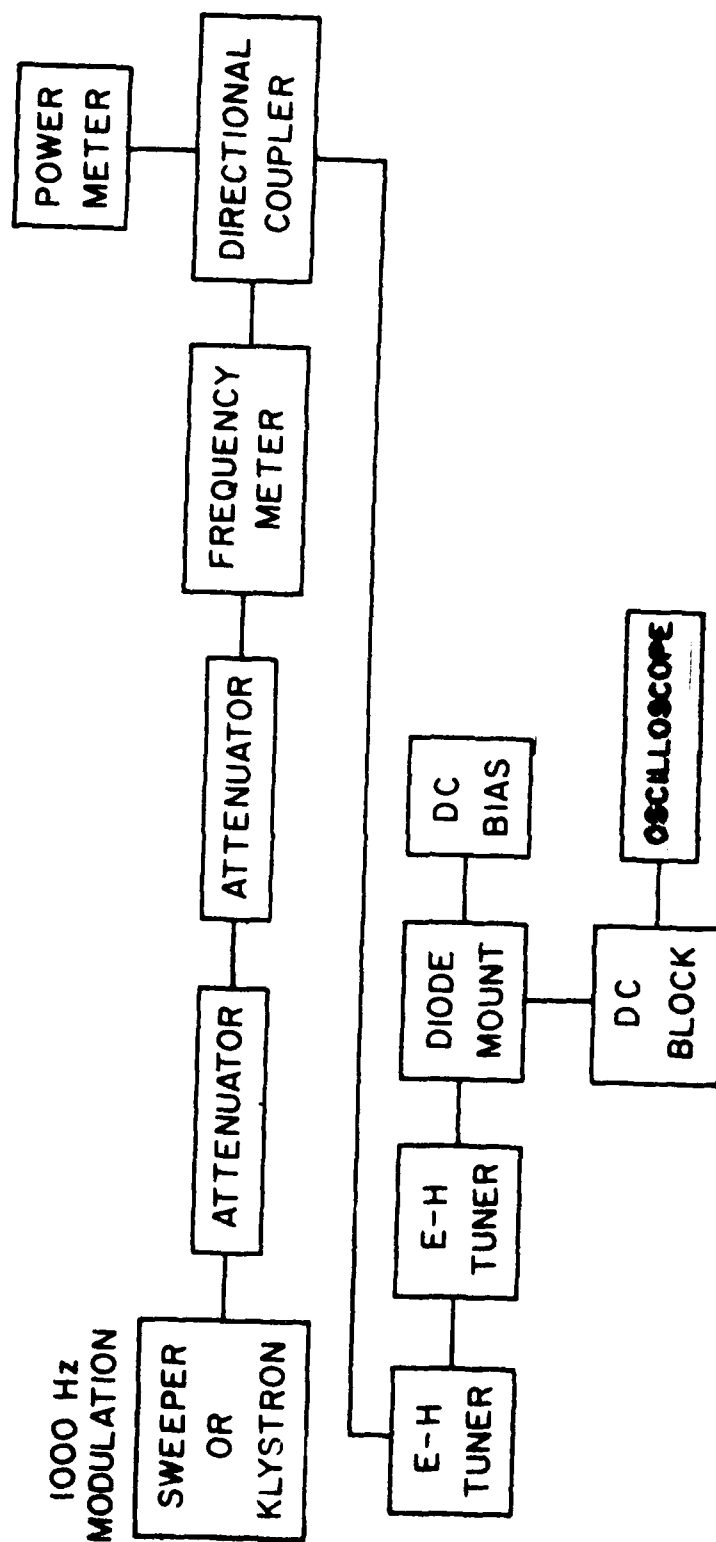 1000 Hz
MODULATION
SWEEPER
OR
KLYSTRON
ATTENUATOR
ATTENUATOR
FREQUENCY
METER
DIRECTIONAL
COUPLER
POWER
METER
E-H
TUNER
E-H
TUNER
DIODE
MOUNT
DC
BIAS
DC
BLOCK
OSCILLOSCOPE